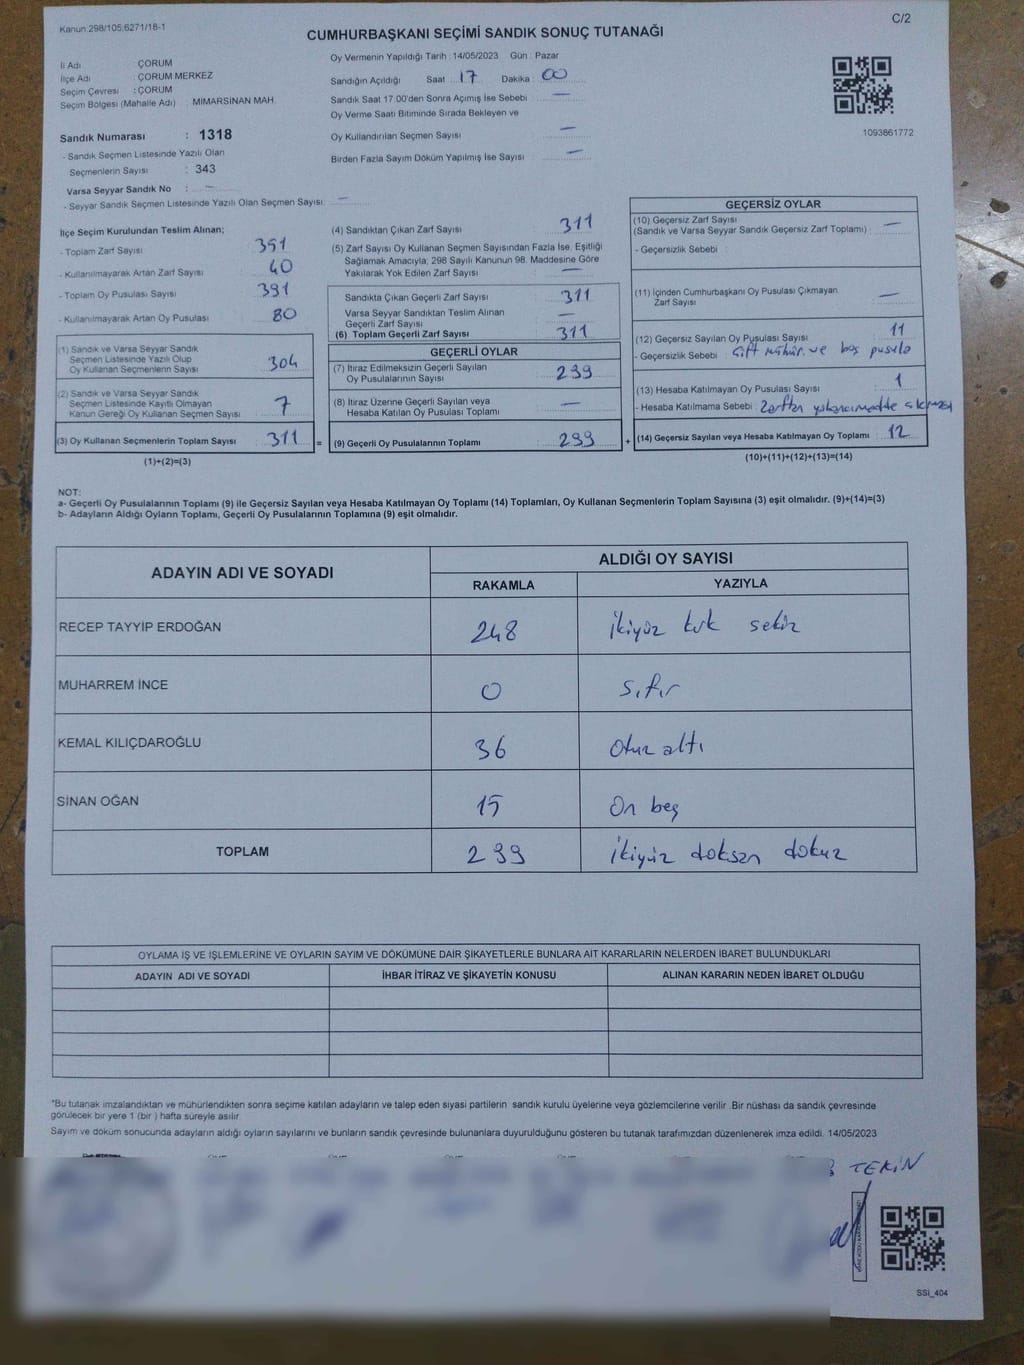 Kanun 298/105,6271/18-1
C/2
CUMHURBAŞKANI SEÇİMİ SANDIK SONUÇ TUTANAĞI
İl Adı : ÇORUM
İlçe Adı : ÇORUM MERKEZ
Seçim Çevresi : ÇORUM
Seçim Bölgesi (Mahalle Adı) : MİMARSİNAN MAH.
Sandık Numarası : 1318
- Sandık Seçmen Listesinde Yazılı Olan
Seçmenlerin Sayısı : 343
Varsa Seyyar Sandık No : —
- Seyyar Sandık Seçmen Listesinde Yazılı Olan Seçmen Sayısı: —
Oy Vermenin Yapıldığı Tarih : 14/05/2023 Gün : Pazar
Sandığın Açıldığı Saat : 17 Dakika : 00
Sandık Saat 17:00'den Sonra Açımış İse Sebebi : —
Oy Verme Saati Bitiminde Sırada Bekleyen ve
Oy Kullandırılan Seçmen Sayısı : —
Birden Fazla Sayım Döküm Yapılmış İse Sayısı : —
1093861772
İlçe Seçim Kurulundan Teslim Alınan;
- Toplam Zarf Sayısı : 351
- Kullanılmayarak Artan Zarf Sayısı : 40
- Toplam Oy Pusulası Sayısı : 391
- Kullanılmayarak Artan Oy Pusulası : 80
(1) Sandık ve Varsa Seyyar Sandık
Seçmen Listesinde Yazılı Olup
Oy Kullanan Seçmenlerin Sayısı : 304
(2) Sandık ve Varsa Seyyar Sandık
Seçmen Listesinde Kayıtlı Olmayan
Kanun Gereği Oy Kullanan Seçmen Sayısı : 7
(3) Oy Kullanan Seçmenlerin Toplam Sayısı : 311 =
(1)+(2)=(3)
(4) Sandıktan Çıkan Zarf Sayısı : 311
(5) Zarf Sayısı Oy Kullanan Seçmen Sayısından Fazla İse, Eşitliği
Sağlamak Amacıyla; 298 Sayılı Kanunun 98. Maddesine Göre
Yakılarak Yok Edilen Zarf Sayısı : —
Sandıkta Çıkan Geçerli Zarf Sayısı : 311
Varsa Seyyar Sandıktan Teslim Alınan
Geçerli Zarf Sayısı : —
(6) Toplam Geçerli Zarf Sayısı : 311
GEÇERLİ OYLAR
(7) İtiraz Edilmeksizin Geçerli Sayılan
Oy Pusulalarının Sayısı : 299
(8) İtiraz Üzerine Geçerli Sayılan veya
Hesaba Katılan Oy Pusulası Toplamı : —
(9) Geçerli Oy Pusulalarının Toplamı : 299 +
GEÇERSİZ OYLAR
(10) Geçersiz Zarf Sayısı
(Sandık ve Varsa Seyyar Sandık Geçersiz Zarf Toplamı) : —
- Geçersizlik Sebebi :
(11) İçinden Cumhurbaşkanı Oy Pusulası Çıkmayan
Zarf Sayısı : —
(12) Geçersiz Sayılan Oy Pusulası Sayısı : 11
- Geçersizlik Sebebi : Çift mühür ve boş pusula
(13) Hesaba Katılmayan Oy Pusulası Sayısı : 1
- Hesaba Katılmama Sebebi : Zarftan
(14) Geçersiz Sayılan veya Hesaba Katılmayan Oy Toplamı : 12
(10)+(11)+(12)+(13)=(14)
NOT:
a- Geçerli Oy Pusulalarının Toplamı (9) ile Geçersiz Sayılan veya Hesaba Katılmayan Oy Toplamı (14) Toplamları, Oy Kullanan Seçmenlerin Toplam Sayısına (3) eşit olmalıdır. (9)+(14)=(3)
b- Adayların Aldığı Oyların Toplamı, Geçerli Oy Pusulalarının Toplamına (9) eşit olmalıdır.
ADAYIN ADI VE SOYADI
ALDIĞI OY SAYISI
RAKAMLA YAZIYLA
RECEP TAYYİP ERDOĞAN 248 İkiyüz kırk sekiz
MUHARREM İNCE 0 sıfır
KEMAL KILIÇDAROĞLU 36 Otuz altı
SİNAN OĞAN 15 On beş
TOPLAM 299 İkiyüz doksan dokuz
OYLAMA İŞ VE İŞLEMLERİNE VE OYLARIN SAYIM VE DÖKÜMÜNE DAİR ŞİKAYETLERLE BUNLARA AİT KARARLARIN NELERDEN İBARET BULUNDUKLARI
ADAYIN ADI VE SOYADI İHBAR İTİRAZ VE ŞİKAYETİN KONUSU ALINAN KARARIN NEDEN İBARET OLDUĞU
*Bu tutanak imzalandıktan ve mühürlendikten sonra seçime katılan adayların ve talep eden siyasi partilerin sandık kurulu üyelerine veya gözlemcilerine verilir. Bir nüshası da sandık çevresinde
görülecek bir yere 1 (bir ) hafta süreyle asılır.
Sayım ve döküm sonucunda adayların aldığı oyların sayılarını ve bunların sandık çevresinde bulunanlara duyurulduğunu gösteren bu tutanak tarafımızdan düzenlenerek imza edildi. 14/05/2023
TEKİN
SSI_404